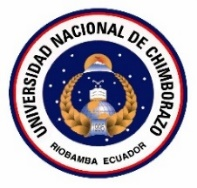 UNIVERSIDAD NACIONAL DE CHIMBORAZO
RIOBAMBA ECUADOR